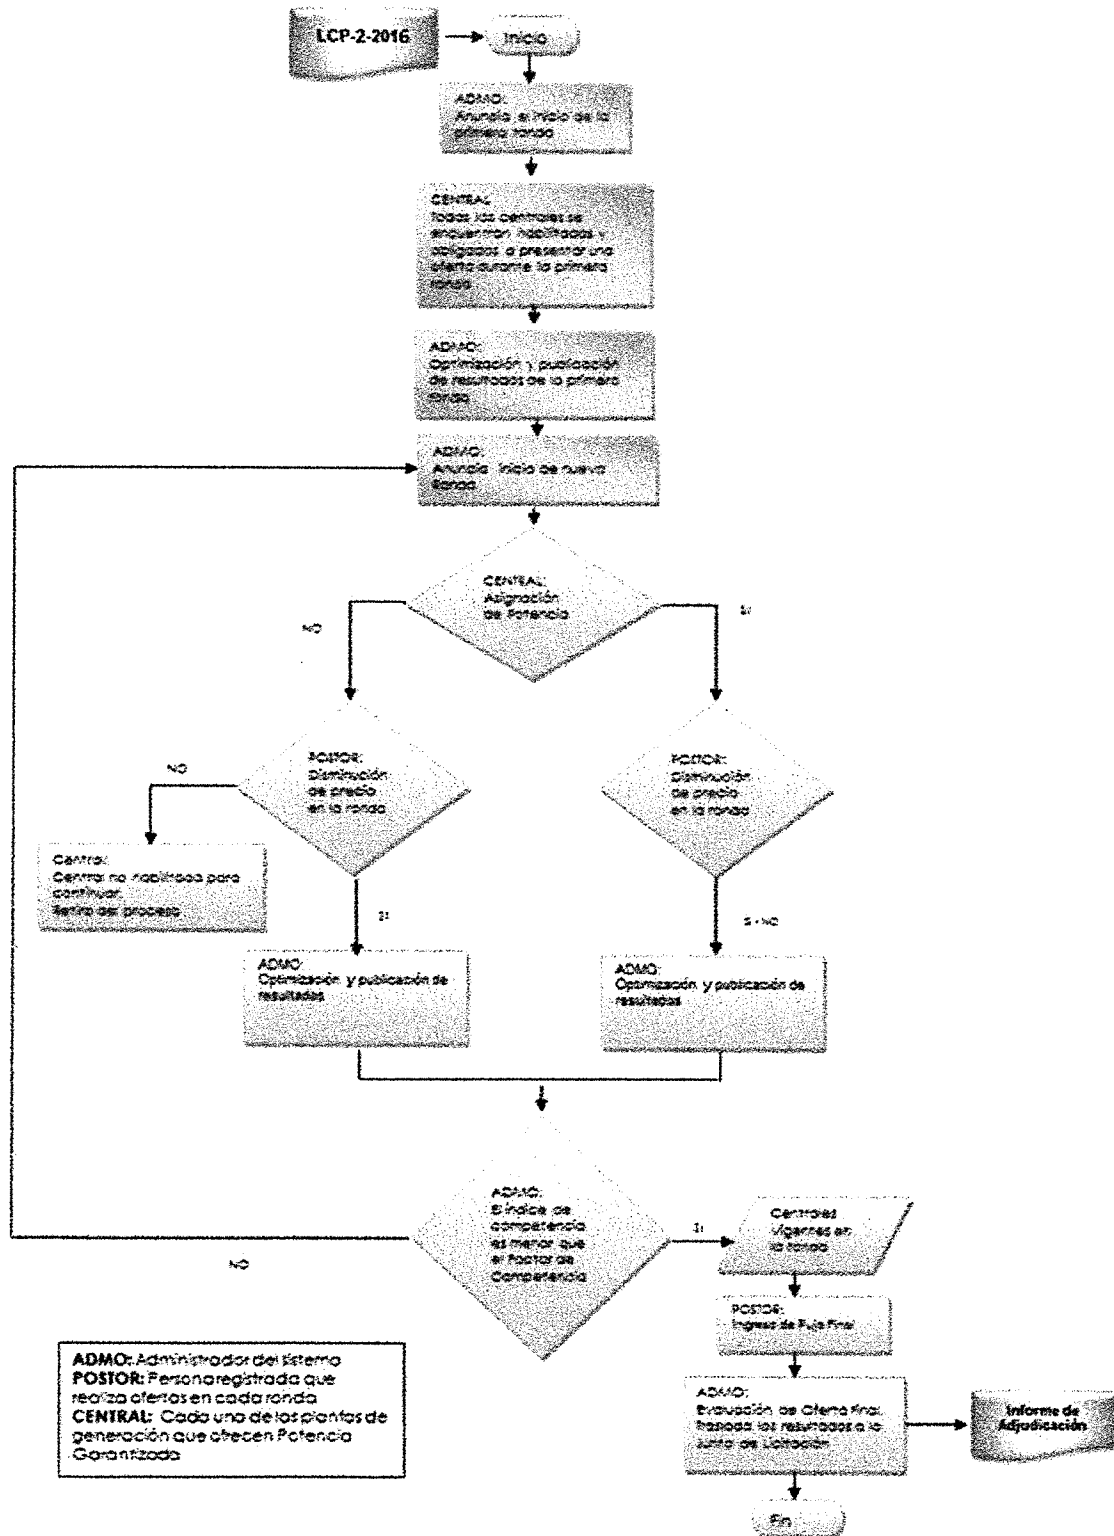 LCP-2-2016
Inicio
ADMO:
Anuncia el inicio de la
primera ronda
CENTRAL
Todas las centrales se
encuentran habilitadas y
obligadas a presentar una
oferta durante la primera
ronda
ADMO:
Optimización y publicación
de resultados de la primera
ronda
ADMO:
Anuncia inicio de nueva
Ronda
CENTRAL:
Asignación
de Potencia
NO
SI
POSTOR:
Disminución
de precio
en la ronda
POSTOR:
Disminución
de precio
en la ronda
NO
Central:
Central no habilitada para
continuar.
Retiro del proceso
SI
SI - NO
ADMO:
Optimización y publicación de
resultados
ADMO:
Optimización y publicación de
resultados
ADMO:
El índice de
competencia
es menor que
el Factor de
Competencia
SI
NO
Centrales
vigentes en
la ronda
POSTOR:
Ingreso de Puja Final
ADMO:
Evaluación de Oferta final,
Traslada los resultados a la
Junta de Licitación
Informe de
Adjudicación
Fin
ADMO: Administrador del sistema
POSTOR: Persona registrada que
realiza ofertas en cada ronda
CENTRAL: Cada una de las plantas de
generación que ofrecen Potencia
Garantizada